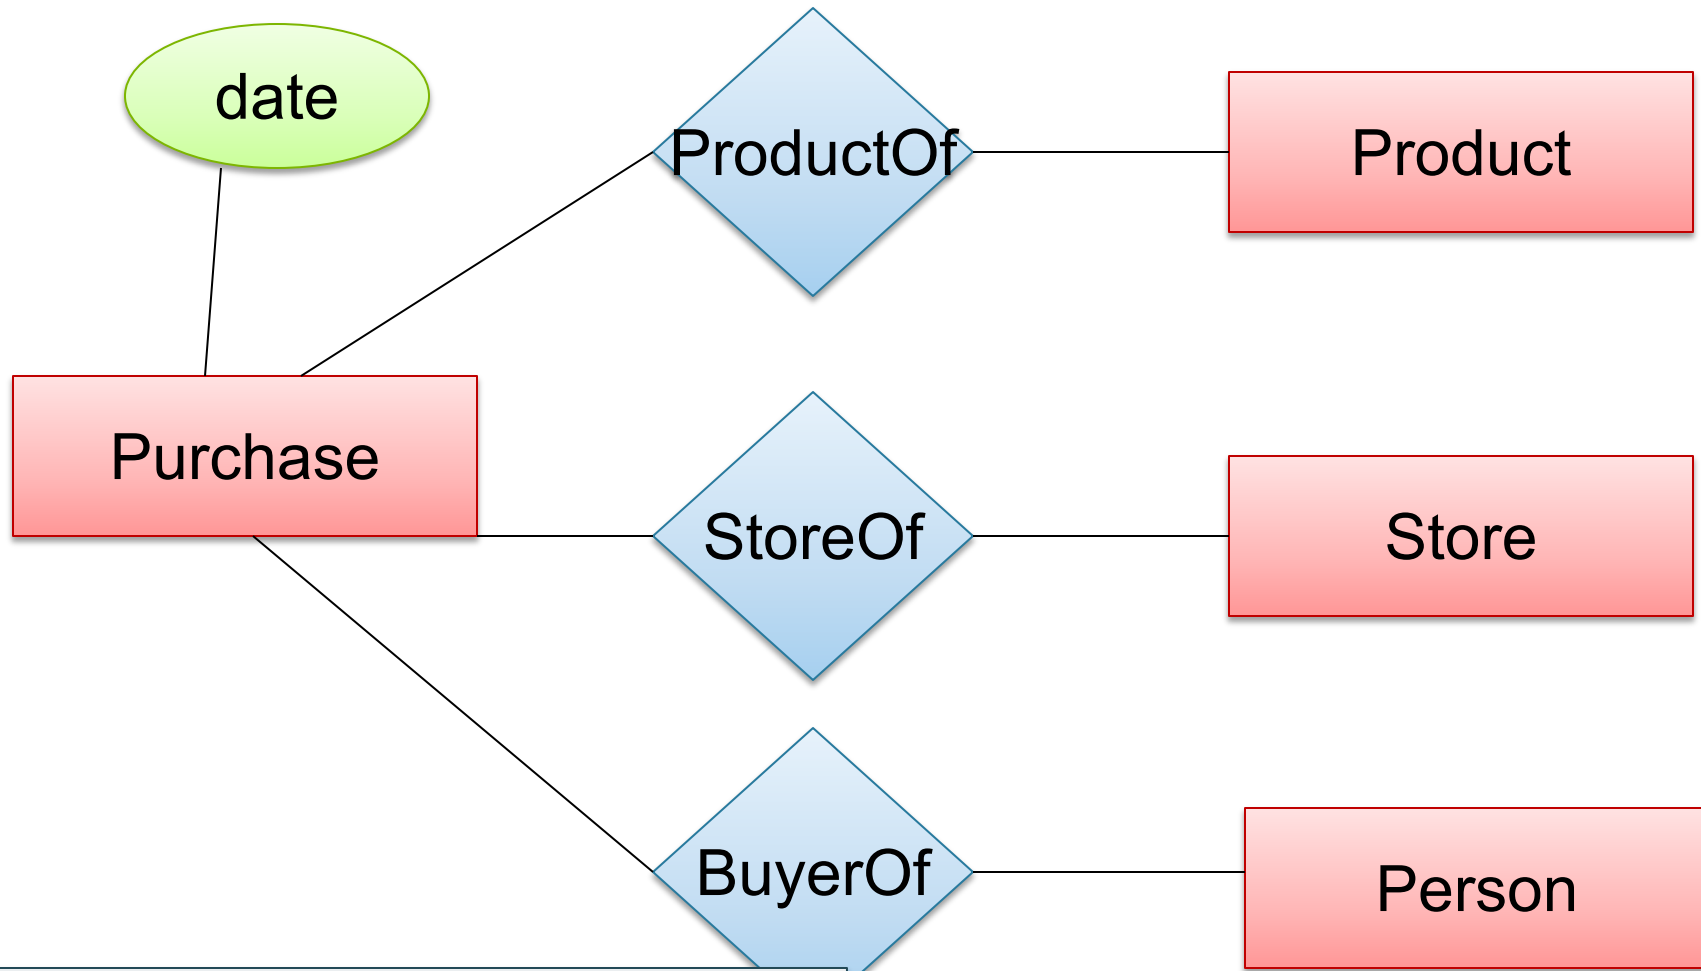 date
ProductOf
Product
Purchase
StoreOf
Store
BuyerOf
Person